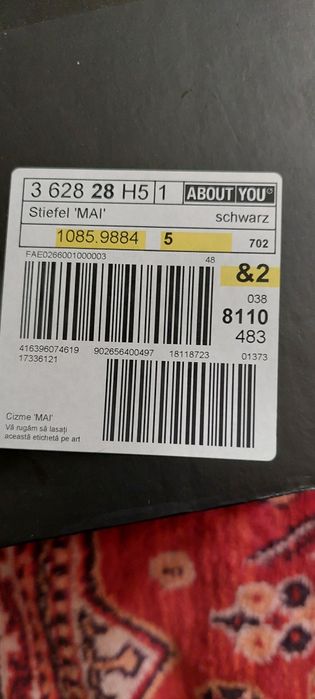 3 628 28 H5 1 ABOUT YOU
Stiefel 'MAI' schwarz
1085.9884 5 702
FAE0266001000003 48
&2
038
8110
483
416396074619 902656400497 18118723 01373
17336121
Cizme 'MAI'
Vă rugăm să lasați
această etichetă pe art